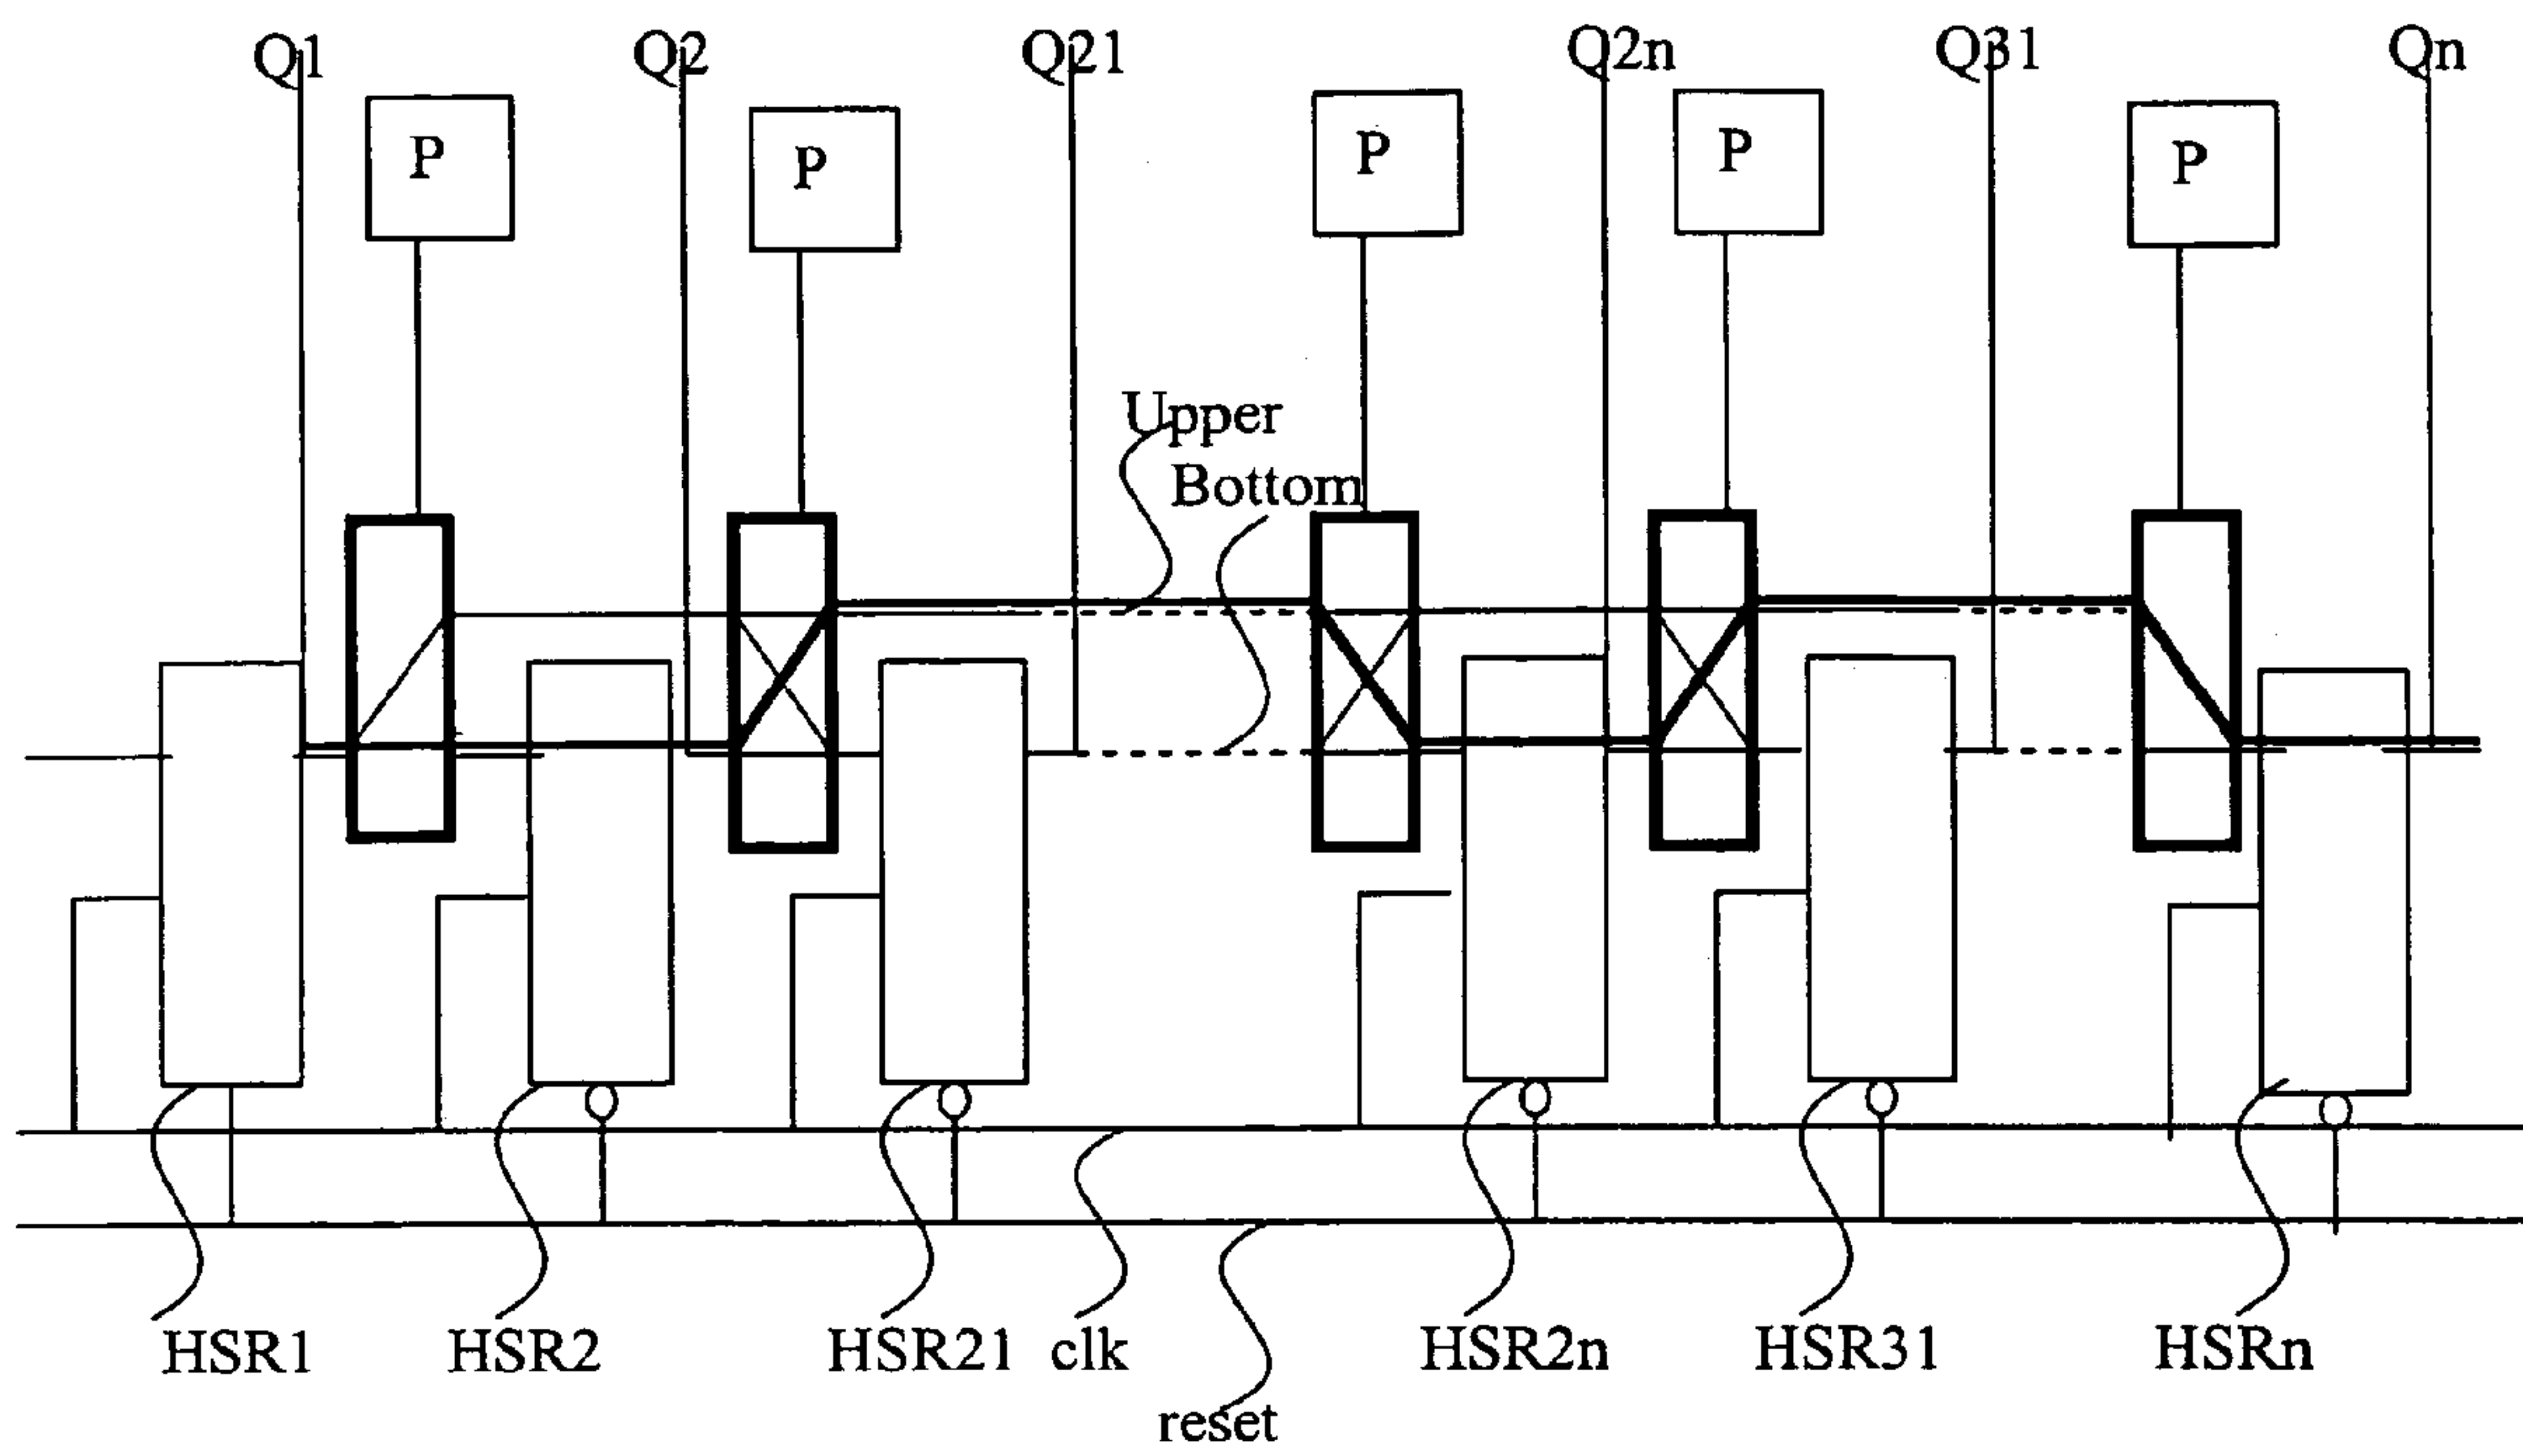 Q1 Q2 Q21 Q2n Q31 Qn
P P P P P
Upper
Bottom
HSR1 HSR2 HSR21 clk HSR2n HSR31 HSRn
reset